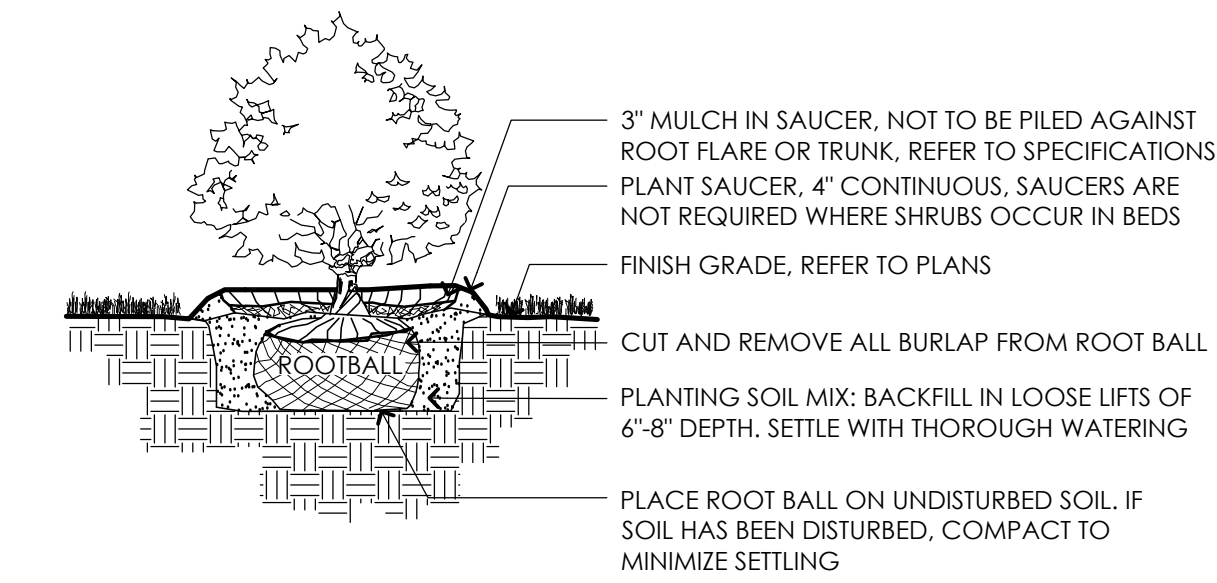 3" MULCH IN SAUCER, NOT TO BE PILED AGAINST
ROOT FLARE OR TRUNK, REFER TO SPECIFICATIONS
PLANT SAUCER, 4" CONTINUOUS, SAUCERS ARE
NOT REQUIRED WHERE SHRUBS OCCUR IN BEDS
FINISH GRADE, REFER TO PLANS
CUT AND REMOVE ALL BURLAP FROM ROOT BALL
ROOTBALL
PLANTING SOIL MIX: BACKFILL IN LOOSE LIFTS OF
6"-8" DEPTH. SETTLE WITH THOROUGH WATERING
PLACE ROOT BALL ON UNDISTURBED SOIL. IF
SOIL HAS BEEN DISTURBED, COMPACT TO
MINIMIZE SETTLING